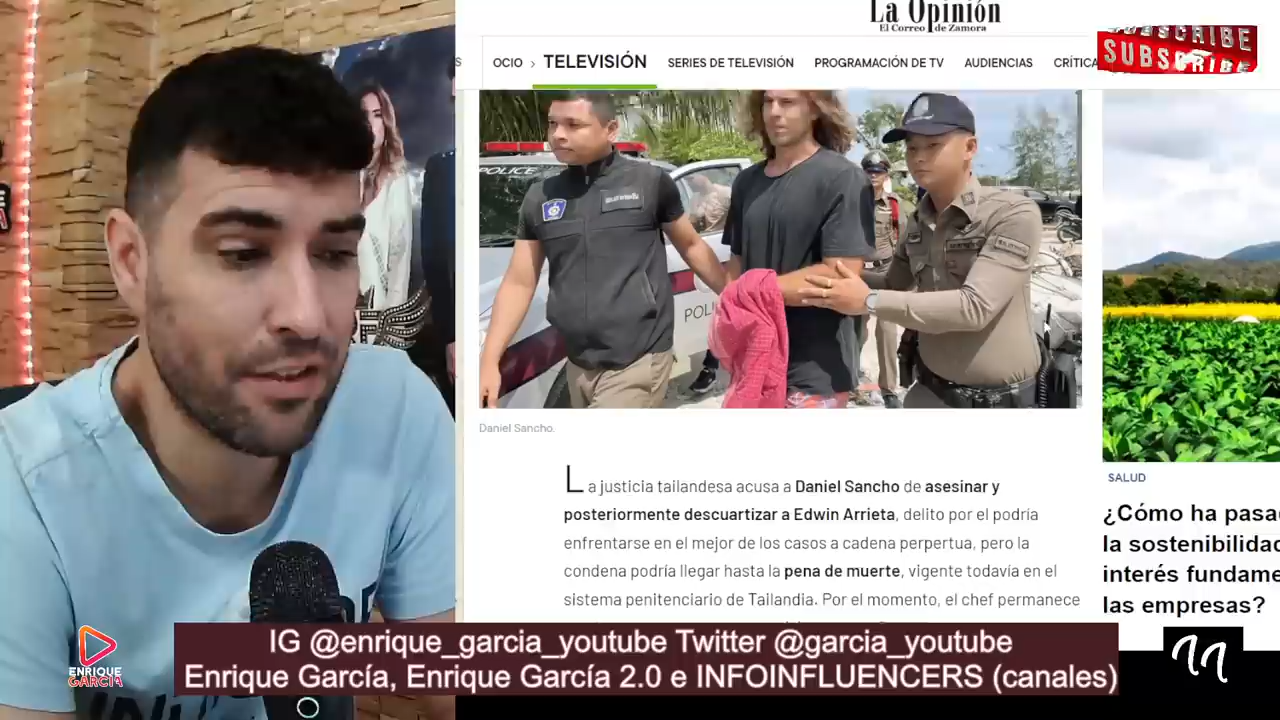 La Opinión
El Correo de Zamora
SUBSCRIBE
SUBSCRIBE
OCIO › TELEVISIÓN SERIES DE TELEVISIÓN PROGRAMACIÓN DE TV AUDIENCIAS CRÍTICA
POLICE
Daniel Sancho.
La justicia tailandesa acusa a Daniel Sancho de asesinar y
posteriormente descuartizar a Edwin Arrieta, delito por el podría
enfrentarse en el mejor de los casos a cadena perpetua, pero la
condena podría llegar hasta la pena de muerte, vigente todavía en el
sistema penitenciario de Tailandia. Por el momento, el chef permanece
SALUD
¿Cómo ha pasa
la sostenibilidad
interés fundame
las empresas?
IG @enrique_garcia_youtube Twitter @garcia_youtube
Enrique García, Enrique García 2.0 e INFOINFLUENCERS (canales)
ENRIQUE
GARCÍA